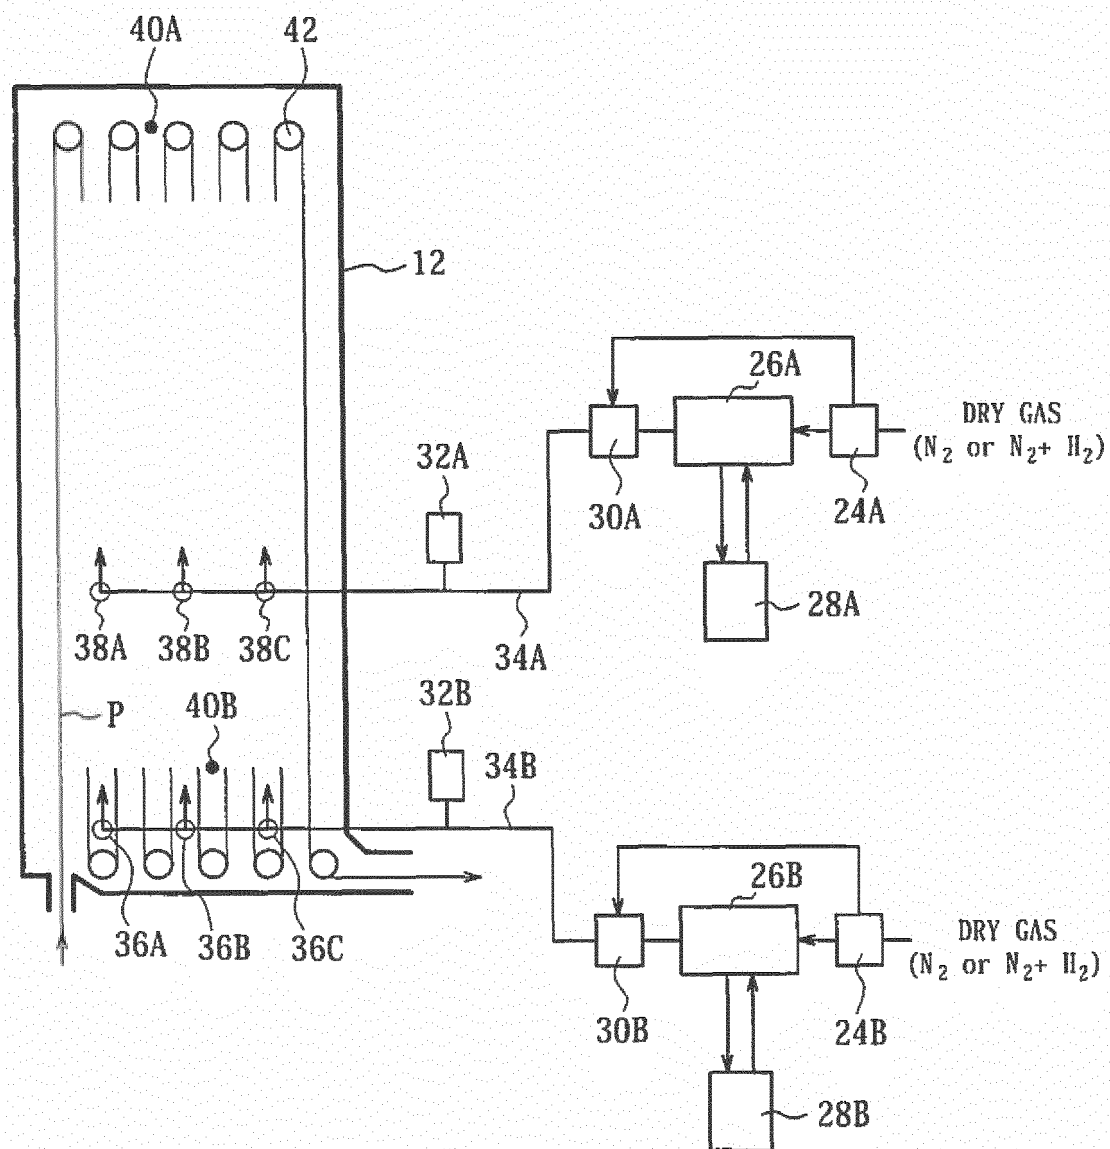 40A
42
12
26A
DRY GAS
(N₂ or N₂+ H₂)
32A
30A
24A
28A
38A
38B
38C
34A
P
40B
32B
34B
26B
DRY GAS
(N₂ or N₂+ H₂)
36A
36B
36C
30B
24B
28B